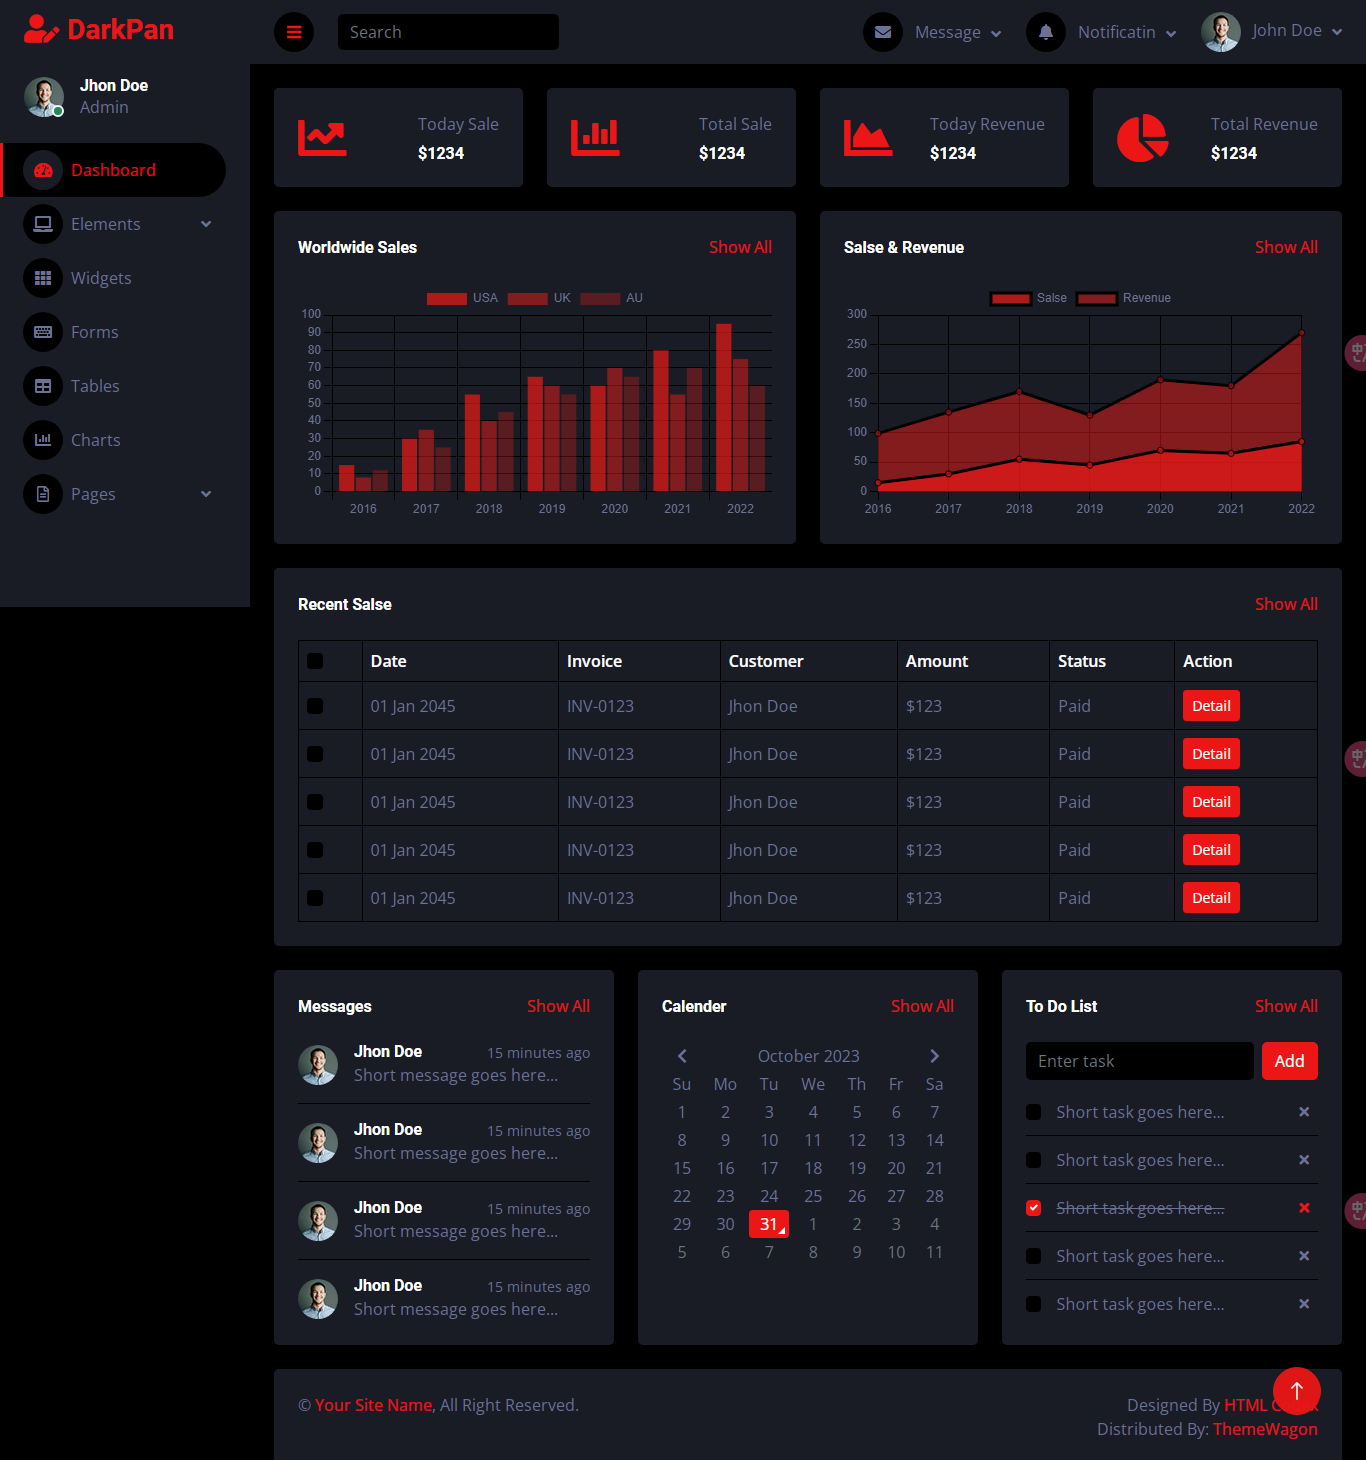 DarkPan
Search
Message
Notificatin
John Doe
Jhon Doe
Admin
Dashboard
Elements
Widgets
Forms
Tables
Charts
Pages
Today Sale
$1234
Total Sale
$1234
Today Revenue
$1234
Total Revenue
$1234
Worldwide Sales
Show All
USA UK AU
100
90
80
70
60
50
40
30
20
10
0
2016 2017 2018 2019 2020 2021 2022
Salse & Revenue
Show All
Salse Revenue
300
250
200
150
100
50
0
2016 2017 2018 2019 2020 2021 2022
Recent Salse
Show All
Date Invoice Customer Amount Status Action
01 Jan 2045 INV-0123 Jhon Doe $123 Paid Detail
01 Jan 2045 INV-0123 Jhon Doe $123 Paid Detail
01 Jan 2045 INV-0123 Jhon Doe $123 Paid Detail
01 Jan 2045 INV-0123 Jhon Doe $123 Paid Detail
01 Jan 2045 INV-0123 Jhon Doe $123 Paid Detail
Messages
Show All
Jhon Doe 15 minutes ago
Short message goes here...
Jhon Doe 15 minutes ago
Short message goes here...
Jhon Doe 15 minutes ago
Short message goes here...
Jhon Doe 15 minutes ago
Short message goes here...
Calender
Show All
October 2023
Su Mo Tu We Th Fr Sa
1 2 3 4 5 6 7
8 9 10 11 12 13 14
15 16 17 18 19 20 21
22 23 24 25 26 27 28
29 30 31 1 2 3 4
5 6 7 8 9 10 11
To Do List
Show All
Enter task Add
Short task goes here...
Short task goes here...
Short task goes here...
Short task goes here...
Short task goes here...
© Your Site Name, All Right Reserved.
Designed By HTML
Distributed By: ThemeWagon